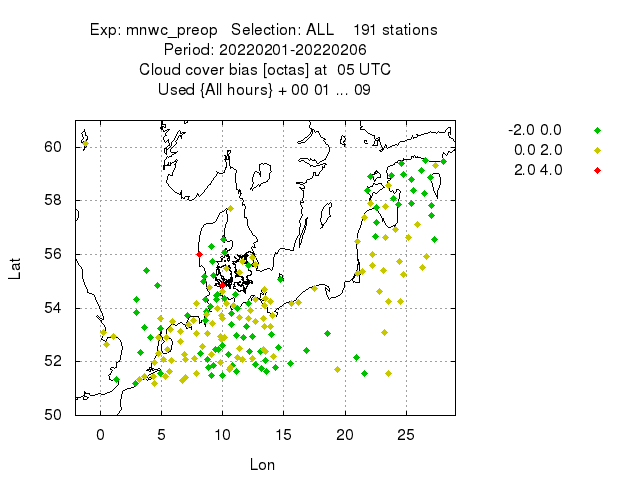 Exp: mnwc_preop Selection: ALL 191 stations
Period: 20220201-20220206
Cloud cover bias [octas] at 05 UTC
Used {All hours} + 00 01 ... 09
-2.0 0.0
0.0 2.0
2.0 4.0
60
58
56
54
52
50
Lat
0 5 10 15 20 25
Lon